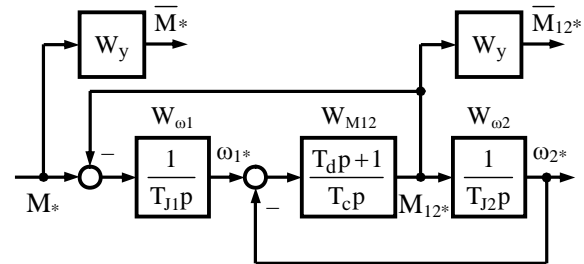 M̅* M̅₁₂*
W_y W_y
W_ω1 W_M12 W_ω2
− ω₁* ω₂*
1/(T_J1 p) (T_d p + 1)/(T_c p) 1/(T_J2 p)
M* − M₁₂*